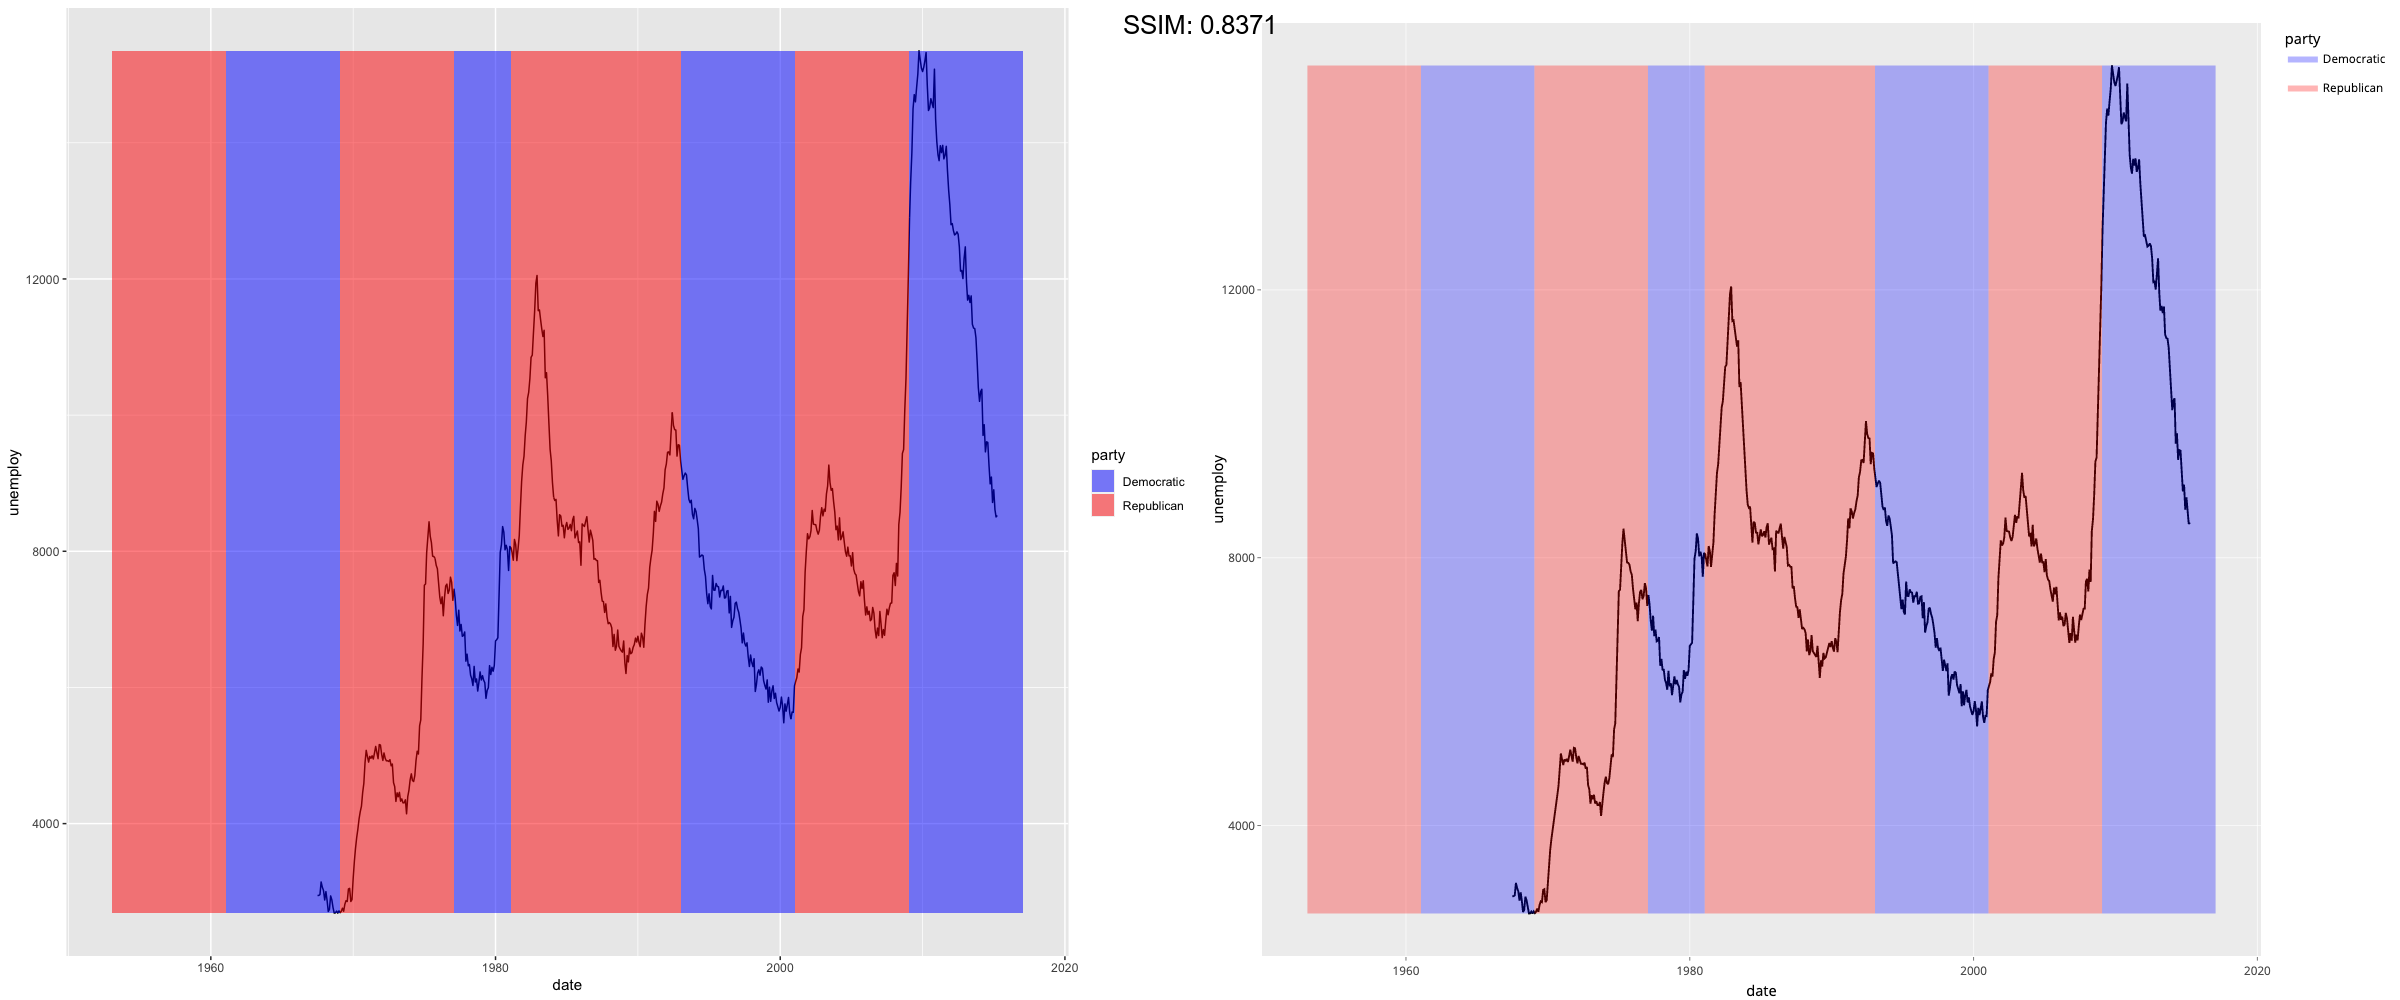 SSIM: 0.8371
unemploy
12000
8000
4000
1960
1980
2000
2020
date
party
Democratic
Republican
unemploy
12000
8000
4000
1960
1980
2000
2020
date
party
Democratic
Republican